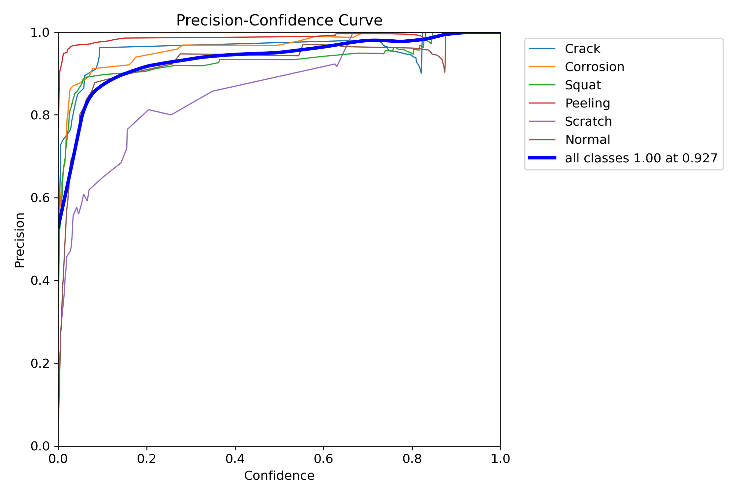 Precision-Confidence Curve
1.0
0.8
0.6
0.4
0.2
0.0
Precision
0.0 0.2 0.4 0.6 0.8 1.0
Confidence
Crack
Corrosion
Squat
Peeling
Scratch
Normal
all classes 1.00 at 0.927